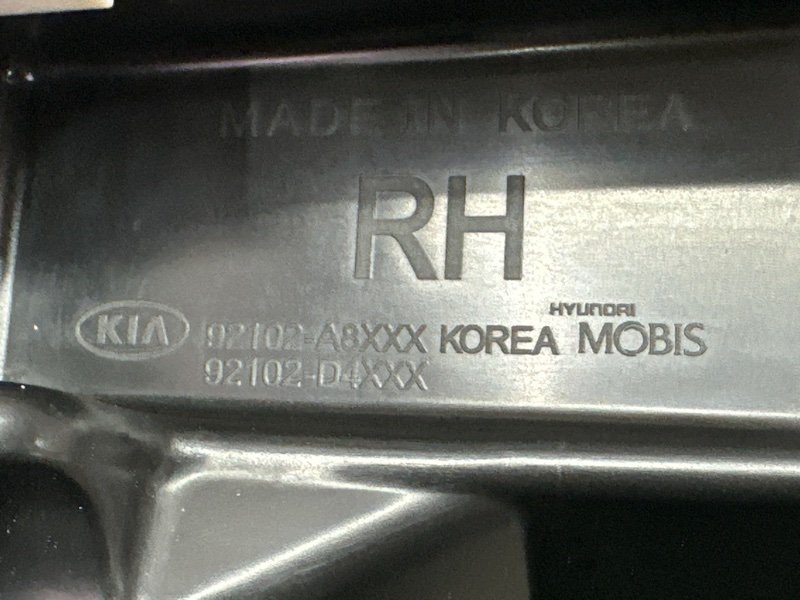 MADE IN KOREA
RH
HYUNDAI
KIA 92102-A8XXX KOREA MOBIS
92102-D4XXX